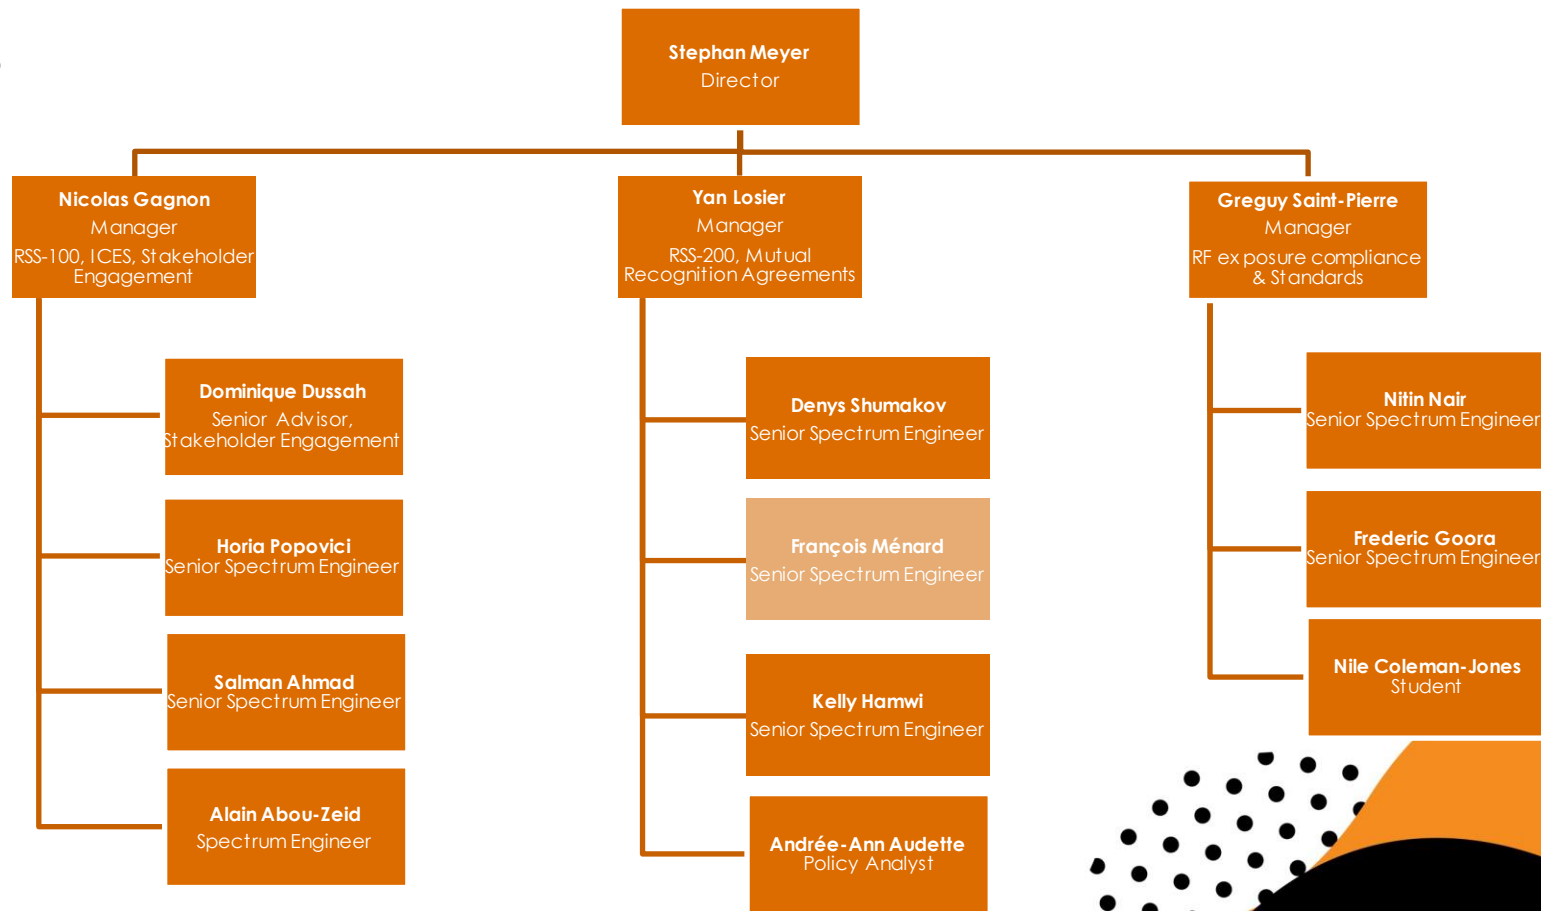 Stephan Meyer
Director
Nicolas Gagnon
Manager
RSS-100, ICES, Stakeholder
Engagement
Yan Losier
Manager
RSS-200, Mutual
Recognition Agreements
Greguy Saint-Pierre
Manager
RF exposure compliance
& Standards
Dominique Dussah
Senior Advisor,
Stakeholder Engagement
Horia Popovici
Senior Spectrum Engineer
Salman Ahmad
Senior Spectrum Engineer
Alain Abou-Zeid
Spectrum Engineer
Denys Shumakov
Senior Spectrum Engineer
François Ménard
Senior Spectrum Engineer
Kelly Hamwi
Senior Spectrum Engineer
Andrée-Ann Audette
Policy Analyst
Nitin Nair
Senior Spectrum Engineer
Frederic Goora
Senior Spectrum Engineer
Nile Coleman-Jones
Student